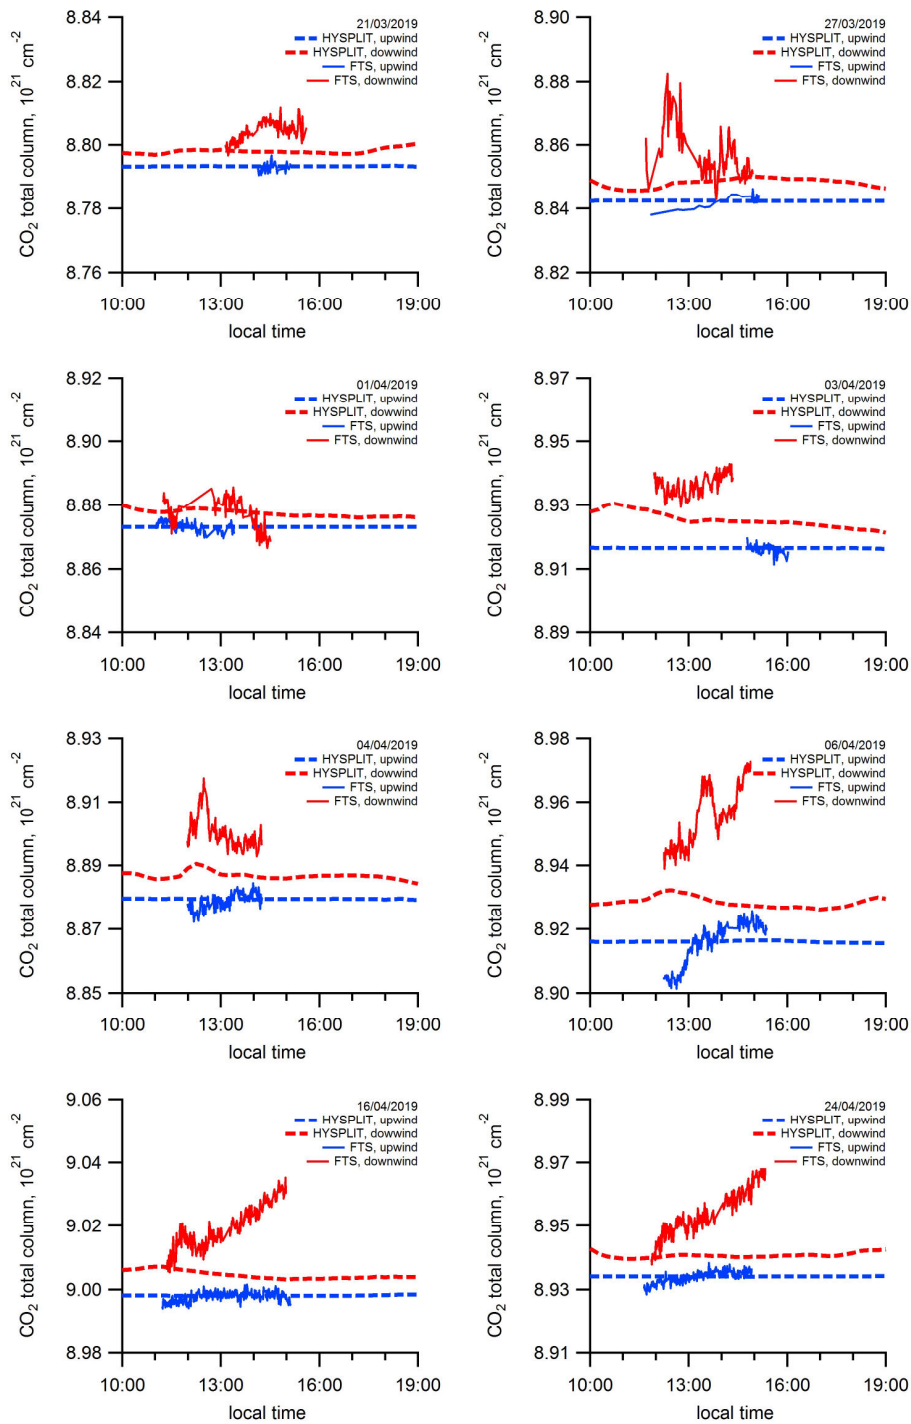 8.84
8.82
8.80
8.78
8.76
CO2 total column, 10^21 cm^-2
21/03/2019
HYSPLIT, upwind
HYSPLIT, dowwind
FTS, upwind
FTS, downwind
10:00 13:00 16:00 19:00
local time
8.90
8.88
8.86
8.84
8.82
CO2 total column, 10^21 cm^-2
27/03/2019
HYSPLIT, upwind
HYSPLIT, dowwind
FTS, upwind
FTS, downwind
10:00 13:00 16:00 19:00
local time
8.92
8.90
8.88
8.86
8.84
CO2 total column, 10^21 cm^-2
01/04/2019
HYSPLIT, upwind
HYSPLIT, dowwind
FTS, upwind
FTS, downwind
10:00 13:00 16:00 19:00
local time
8.97
8.95
8.93
8.91
8.89
CO2 total column, 10^21 cm^-2
03/04/2019
HYSPLIT, upwind
HYSPLIT, dowwind
FTS, upwind
FTS, downwind
10:00 13:00 16:00 19:00
local time
8.93
8.91
8.89
8.87
8.85
CO2 total column, 10^21 cm^-2
04/04/2019
HYSPLIT, upwind
HYSPLIT, dowwind
FTS, upwind
FTS, downwind
10:00 13:00 16:00 19:00
local time
8.98
8.96
8.94
8.92
8.90
CO2 total column, 10^21 cm^-2
06/04/2019
HYSPLIT, upwind
HYSPLIT, dowwind
FTS, upwind
FTS, downwind
10:00 13:00 16:00 19:00
local time
9.06
9.04
9.02
9.00
8.98
CO2 total column, 10^21 cm^-2
16/04/2019
HYSPLIT, upwind
HYSPLIT, dowwind
FTS, upwind
FTS, downwind
10:00 13:00 16:00 19:00
local time
8.99
8.97
8.95
8.93
8.91
CO2 total column, 10^21 cm^-2
24/04/2019
HYSPLIT, upwind
HYSPLIT, dowwind
FTS, upwind
FTS, downwind
10:00 13:00 16:00 19:00
local time